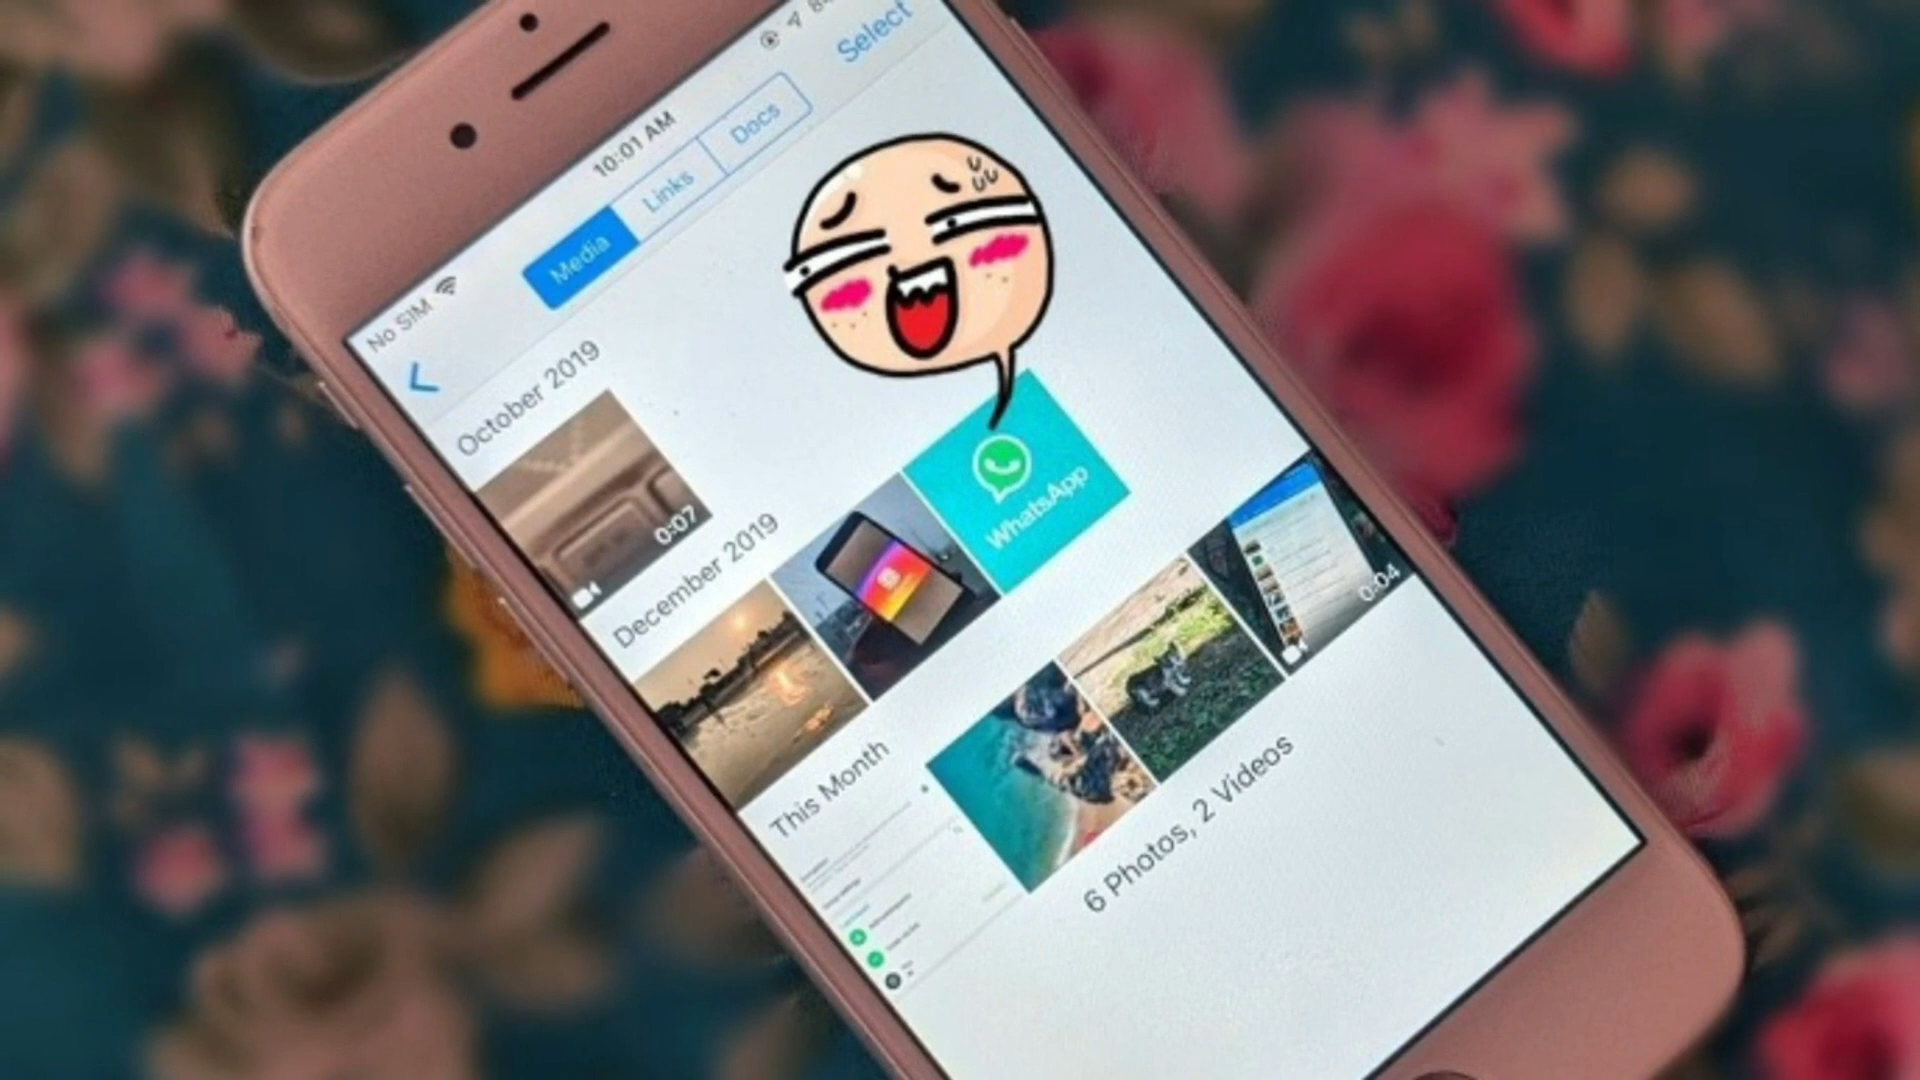 No SIM 10:01 AM
Media Links Docs Select
October 2019
0:07
December 2019
WhatsApp
This Month
0:04
6 Photos, 2 Videos